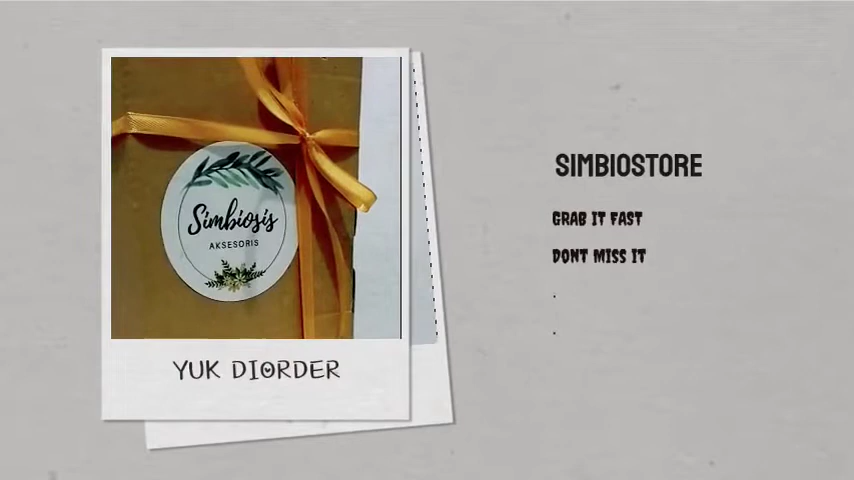 Simbiosis
AKSESORIS
YUK DIORDER
SIMBIOSTORE
GRAB IT FAST
DONT MISS IT
.
.